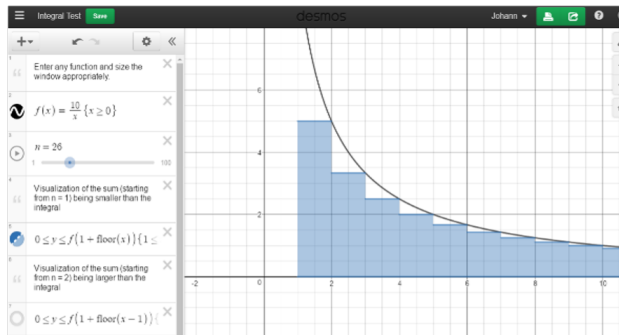 Integral Test
Save
desmos
Johann
Enter any function and size the
window appropriately.
f(x) = 10/x {x ≥ 0}
n = 26
1
100
Visualization of the sum (starting
from n = 1) being smaller than the
integral
0 ≤ y ≤ f(1 + floor(x)){1 ≤
Visualization of the sum (starting
from n = 2) being larger than the
integral
0 ≤ y ≤ f(1 + floor(x − 1)){
6
4
2
-2
0
2
4
6
8
10